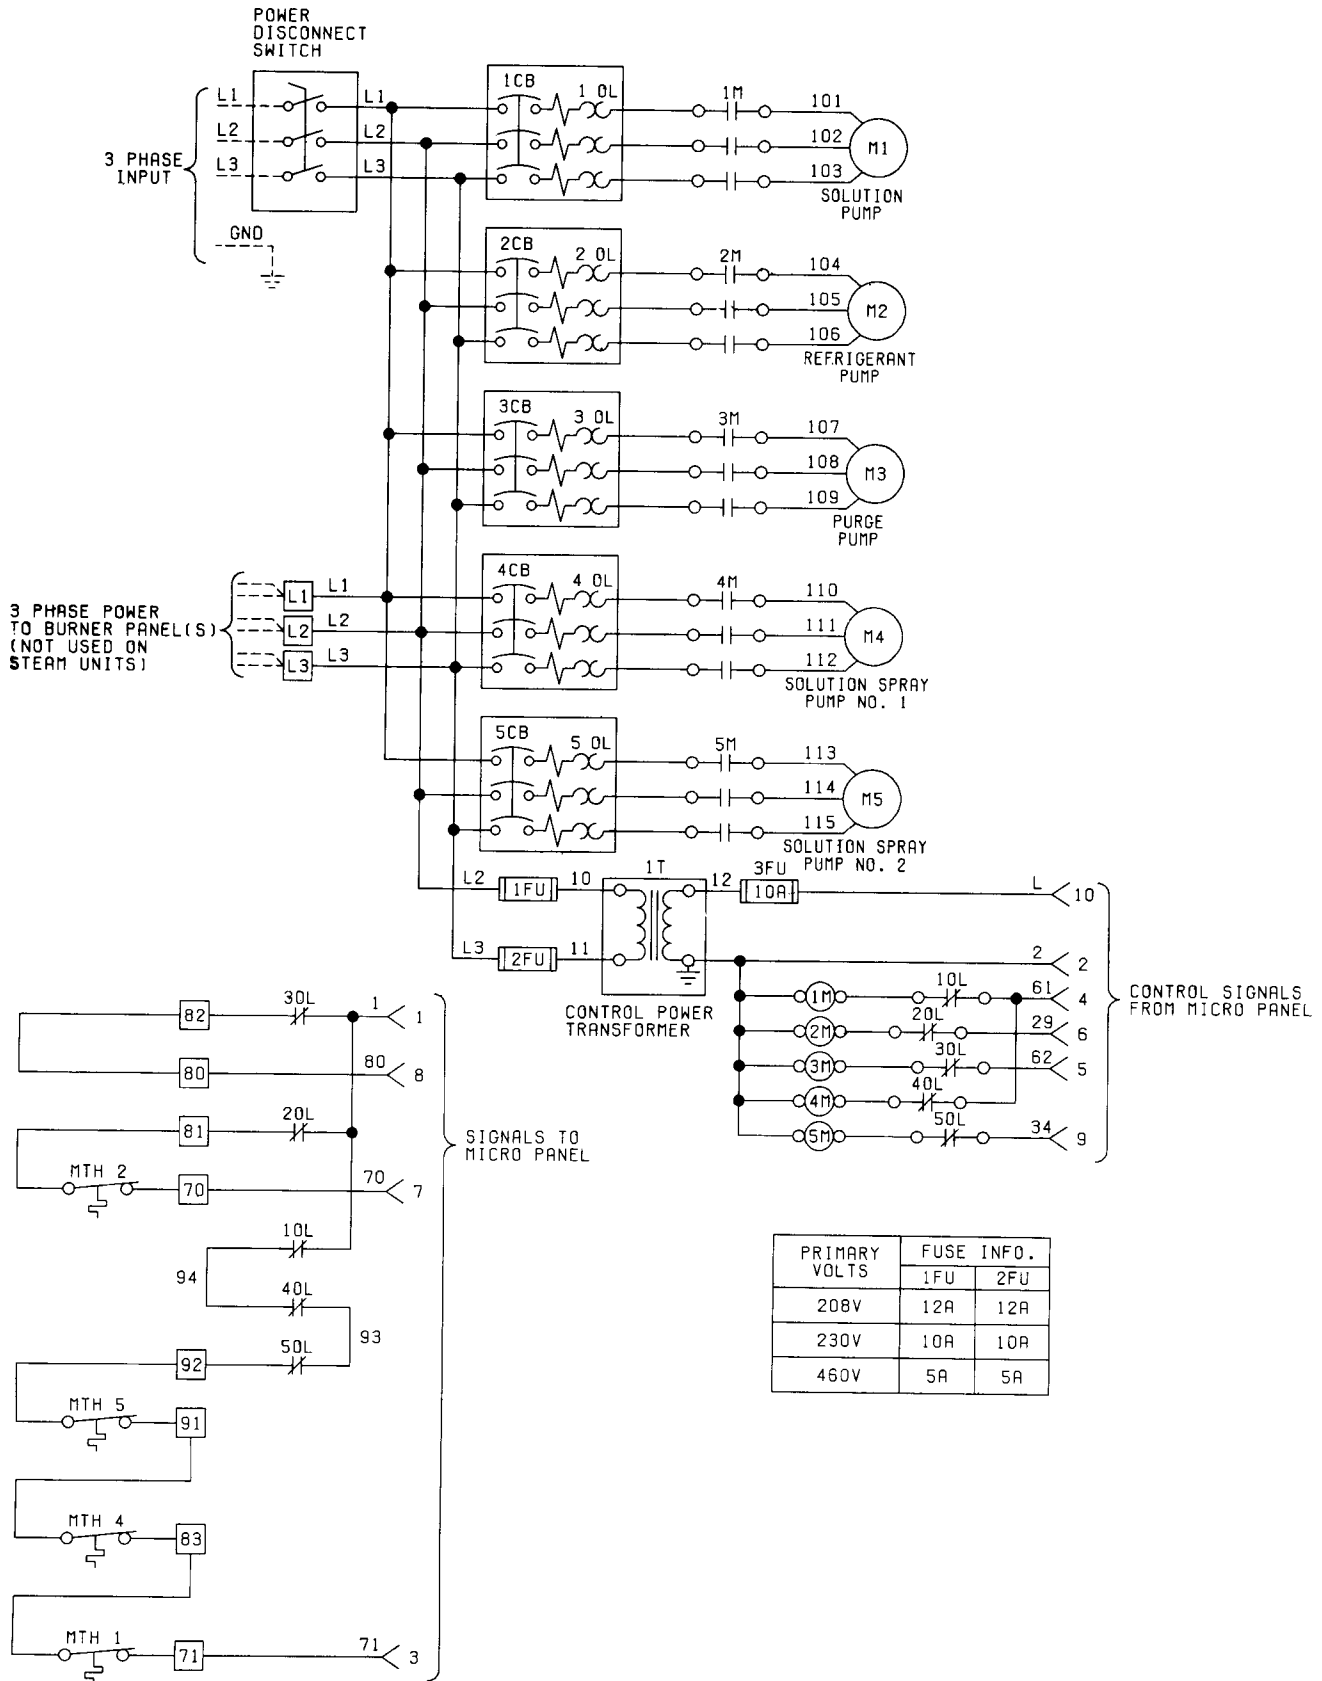 POWER
DISCONNECT
SWITCH
L1
L2
L3
L1
L2
L3
3 PHASE
INPUT
GND
1CB
1 OL
1M
101
102
103
M1
SOLUTION
PUMP
2CB
2 OL
2M
104
105
106
M2
REFRIGERANT
PUMP
3CB
3 OL
3M
107
108
109
M3
PURGE
PUMP
3 PHASE POWER
TO BURNER PANEL(S)
(NOT USED ON
STEAM UNITS)
L1
L2
L3
L1
L2
L3
4CB
4 OL
4M
110
111
112
M4
SOLUTION SPRAY
PUMP NO. 1
5CB
5 OL
5M
113
114
115
M5
SOLUTION SPRAY
PUMP NO. 2
L2
1FU
10
L3
2FU
11
1T
12
3FU
10A
L
10
CONTROL POWER
TRANSFORMER
2
2
1M
1OL
61
4
2M
2OL
29
6
3M
3OL
62
5
4M
4OL
5M
5OL
34
9
CONTROL SIGNALS
FROM MICRO PANEL
82
3OL
1
1
80
80
8
81
2OL
MTH 2
70
70
7
1OL
94
4OL
93
92
5OL
MTH 5
91
MTH 4
83
MTH 1
71
71
3
SIGNALS TO
MICRO PANEL
PRIMARY
VOLTS
FUSE INFO.
1FU
2FU
208V
12A
12A
230V
10A
10A
460V
5A
5A